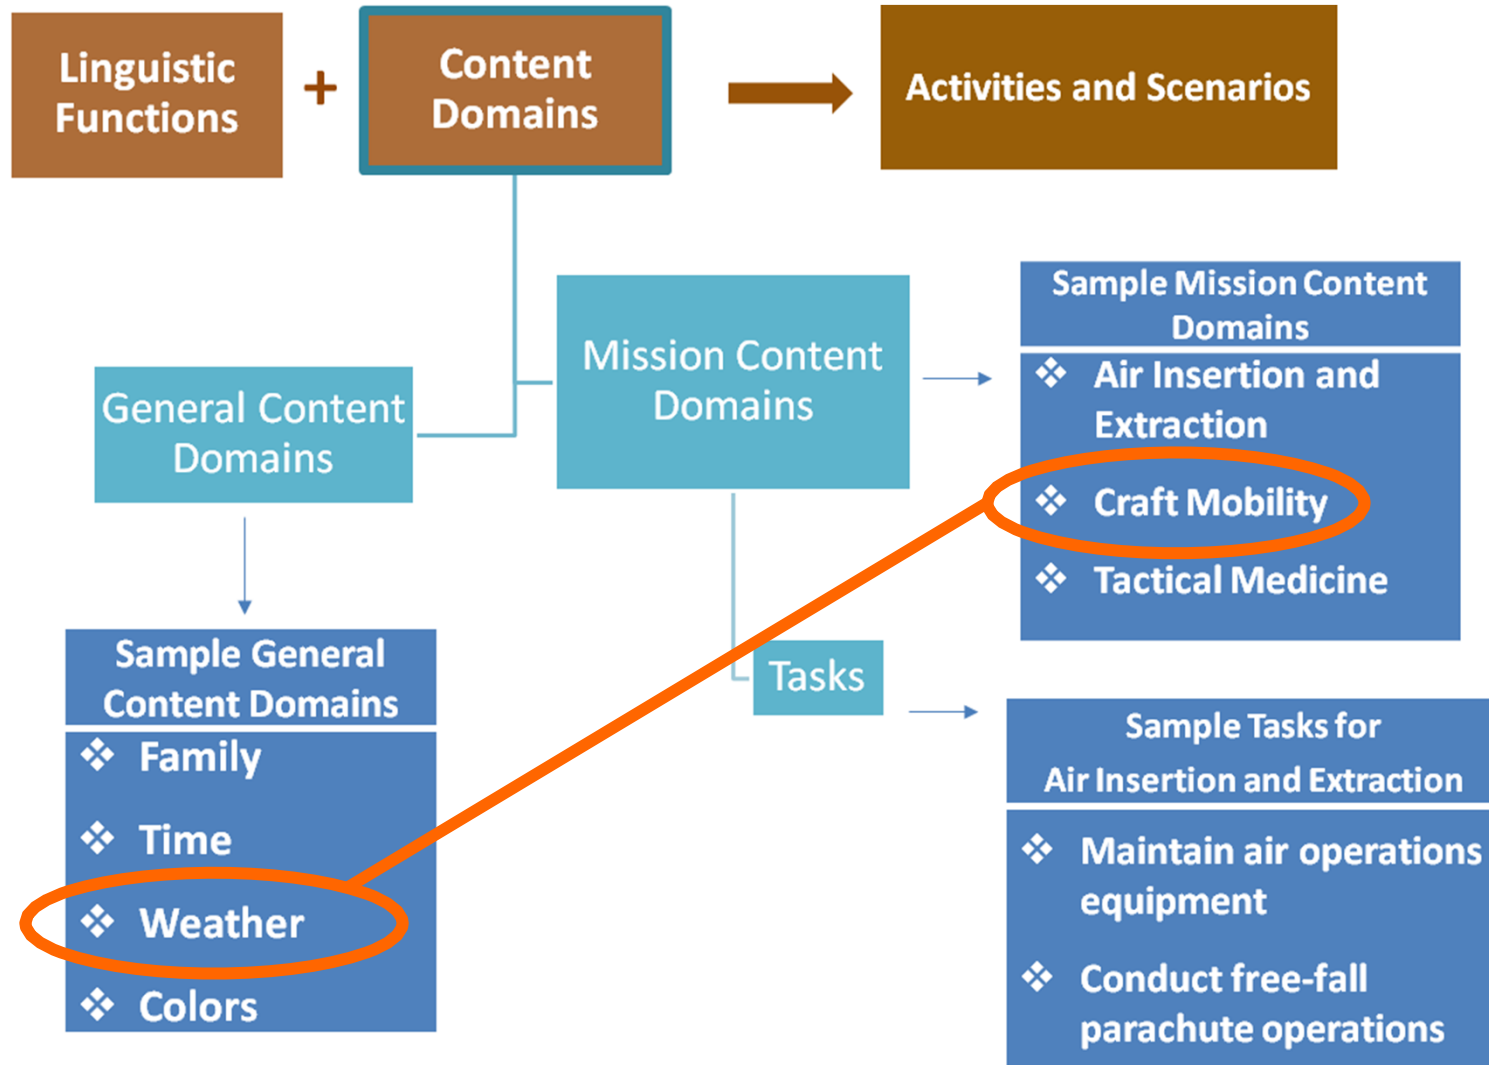 Linguistic
Functions
+
Content
Domains
Activities and Scenarios
General Content
Domains
Mission Content
Domains
Sample Mission Content
Domains
❖ Air Insertion and
Extraction
❖ Craft Mobility
❖ Tactical Medicine
Tasks
Sample General
Content Domains
❖ Family
❖ Time
❖ Weather
❖ Colors
Sample Tasks for
Air Insertion and Extraction
❖ Maintain air operations
equipment
❖ Conduct free-fall
parachute operations